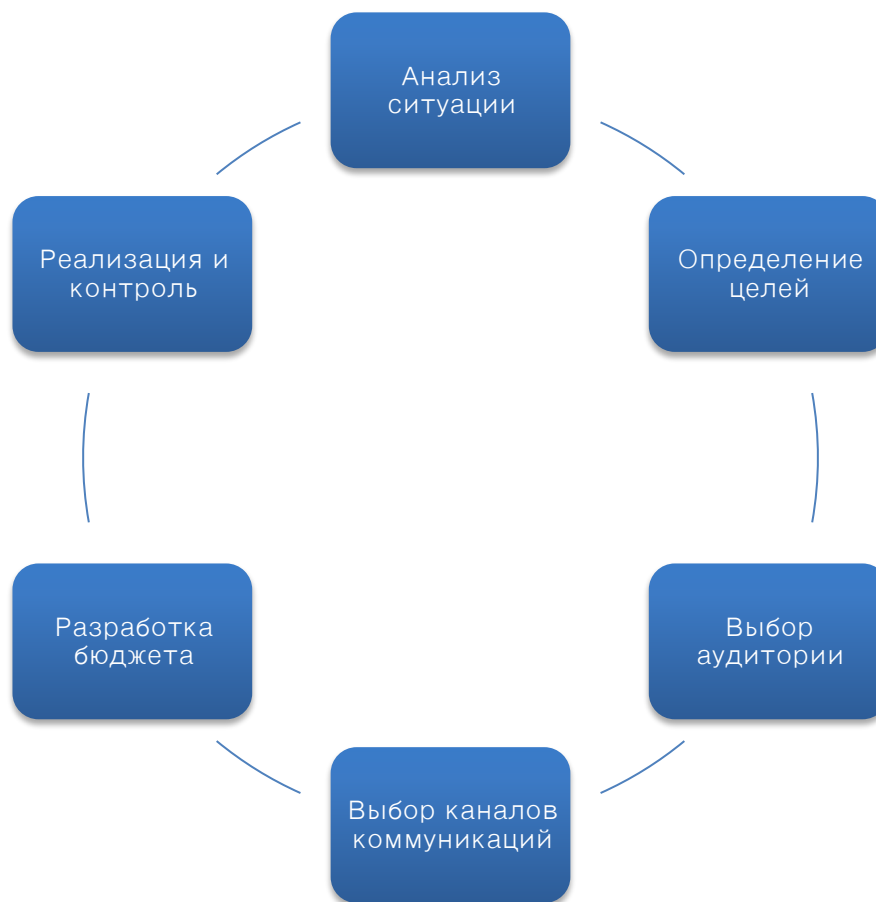 Анализ
ситуации
Определение
целей
Выбор
аудитории
Выбор каналов
коммуникаций
Разработка
бюджета
Реализация и
контроль